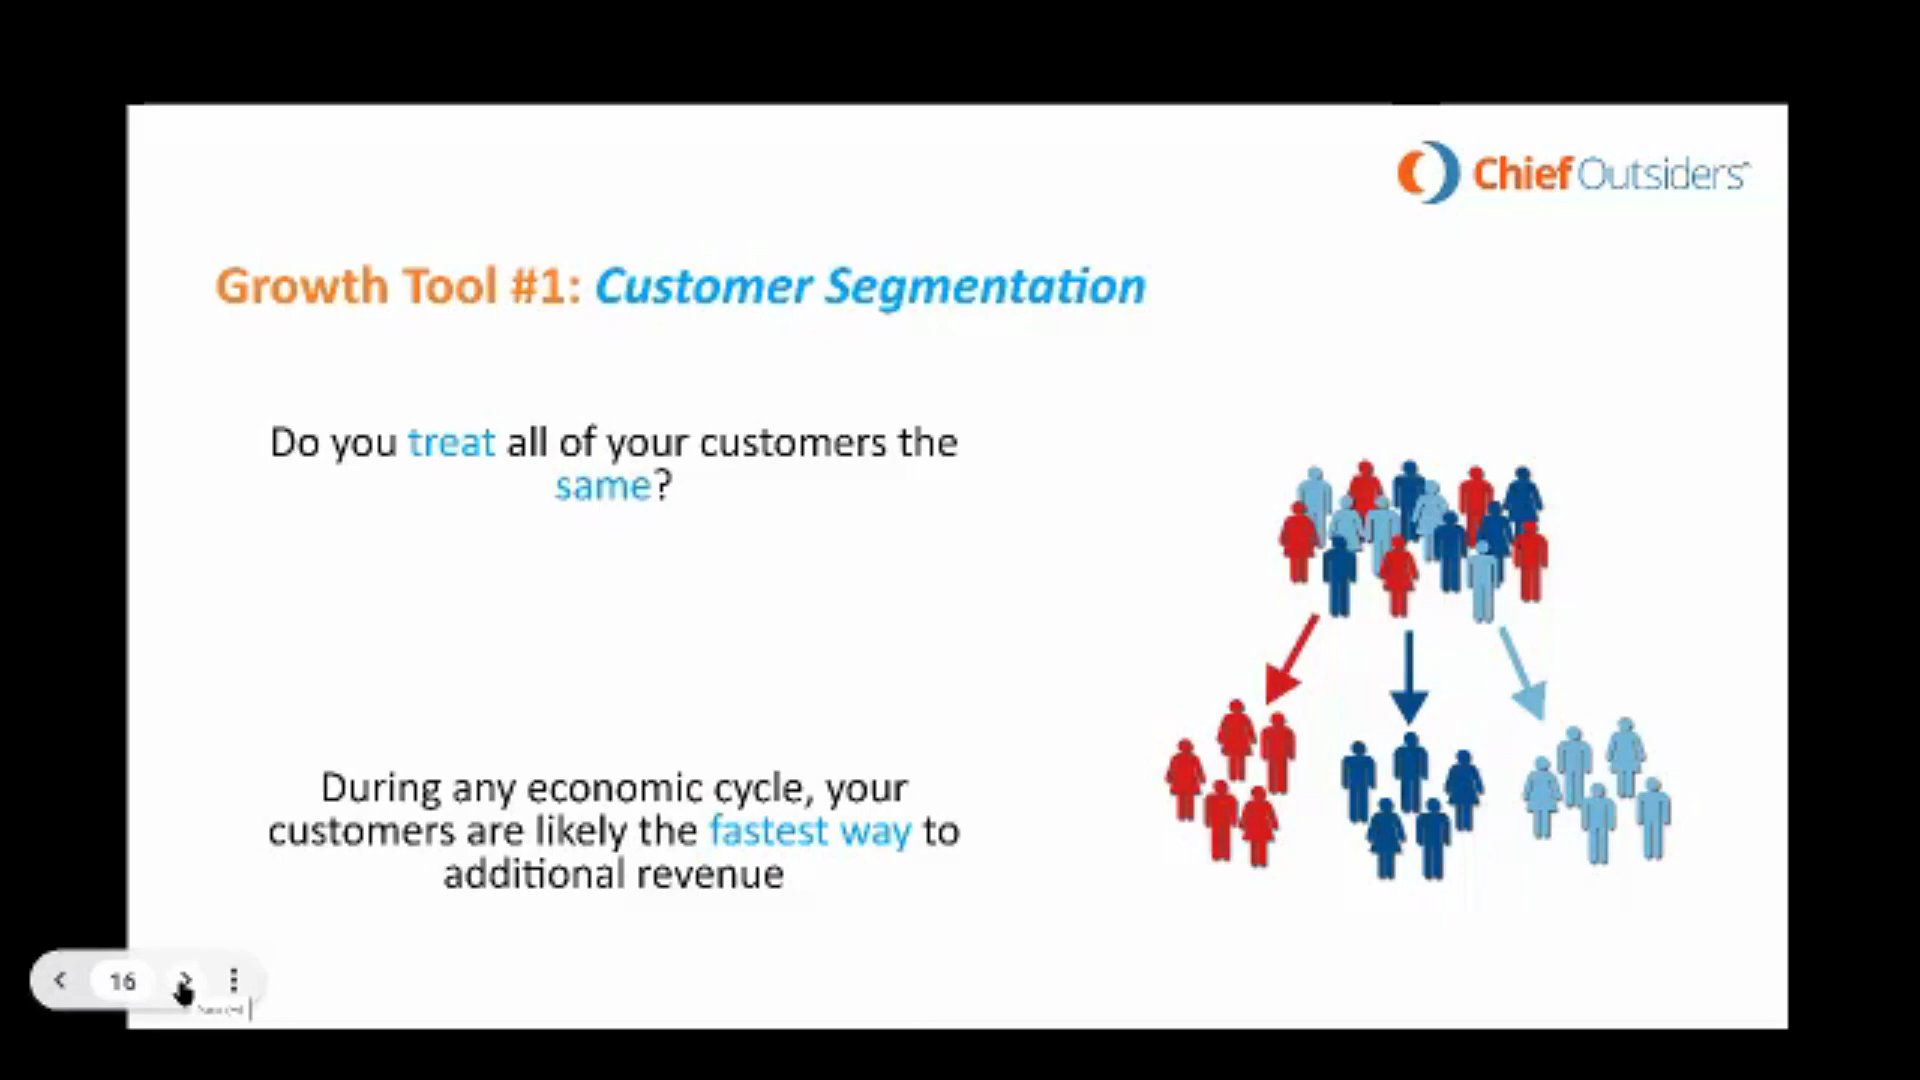 Chief Outsiders
Growth Tool #1: Customer Segmentation
Do you treat all of your customers the
same?
During any economic cycle, your
customers are likely the fastest way to
additional revenue
16